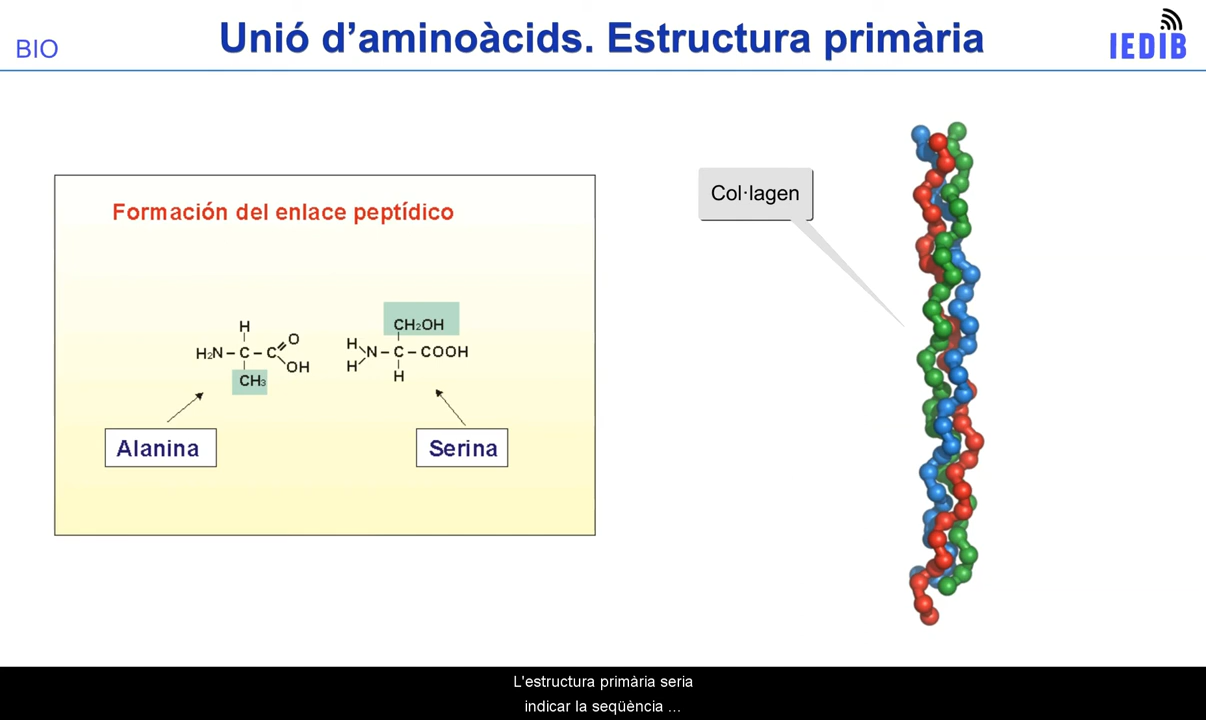 BIO
Unió d’aminoàcids. Estructura primària
IEDIB
Formación del enlace peptídico
Col·lagen
H
H₂N – C – C
O
OH
CH₃
CH₂OH
H
H
N – C – COOH
H
Alanina
Serina
L'estructura primària seria
indicar la seqüència ...